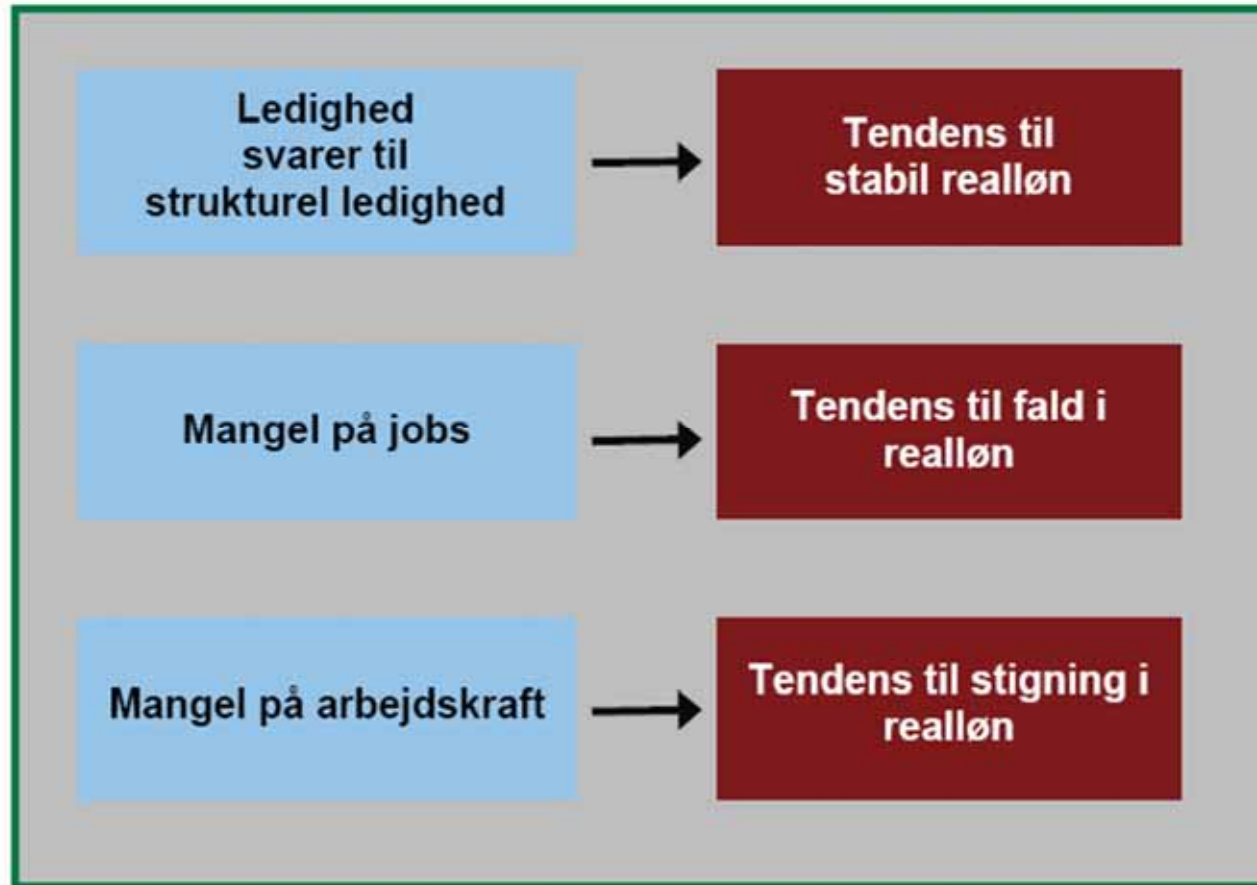 Ledighed
svarer til
strukturel ledighed
Tendens til
stabil realløn
Mangel på jobs
Tendens til fald i
realløn
Mangel på arbejdskraft
Tendens til stigning i
realløn